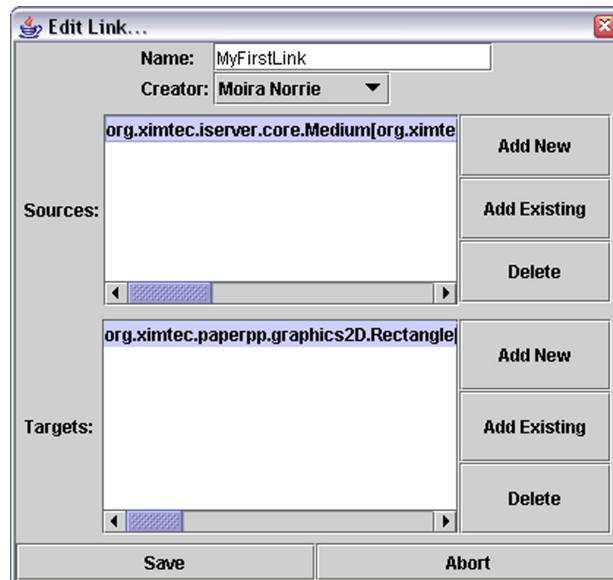 Edit Link...
Name: MyFirstLink
Creator: Moira Norrie
Sources:
org.ximtec.iserver.core.Medium[org.ximte
Add New
Add Existing
Delete
Targets:
org.ximtec.paperpp.graphics2D.Rectangle[
Add New
Add Existing
Delete
Save
Abort